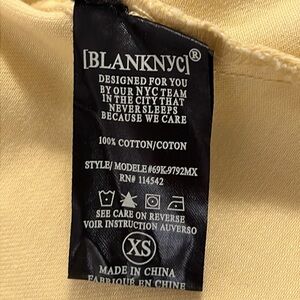 [BLANKNYC]®
DESIGNED FOR YOU
BY OUR NYC TEAM
IN THE CITY THAT
NEVER SLEEPS
BECAUSE WE CARE
100% COTTON/COTON
STYLE/ MODELE#69K-9792MX
RN# 114542
SEE CARE ON REVERSE
VOIR INSTRUCTION AUVERSO
XS
MADE IN CHINA
FABRIQUÉ EN CHINE